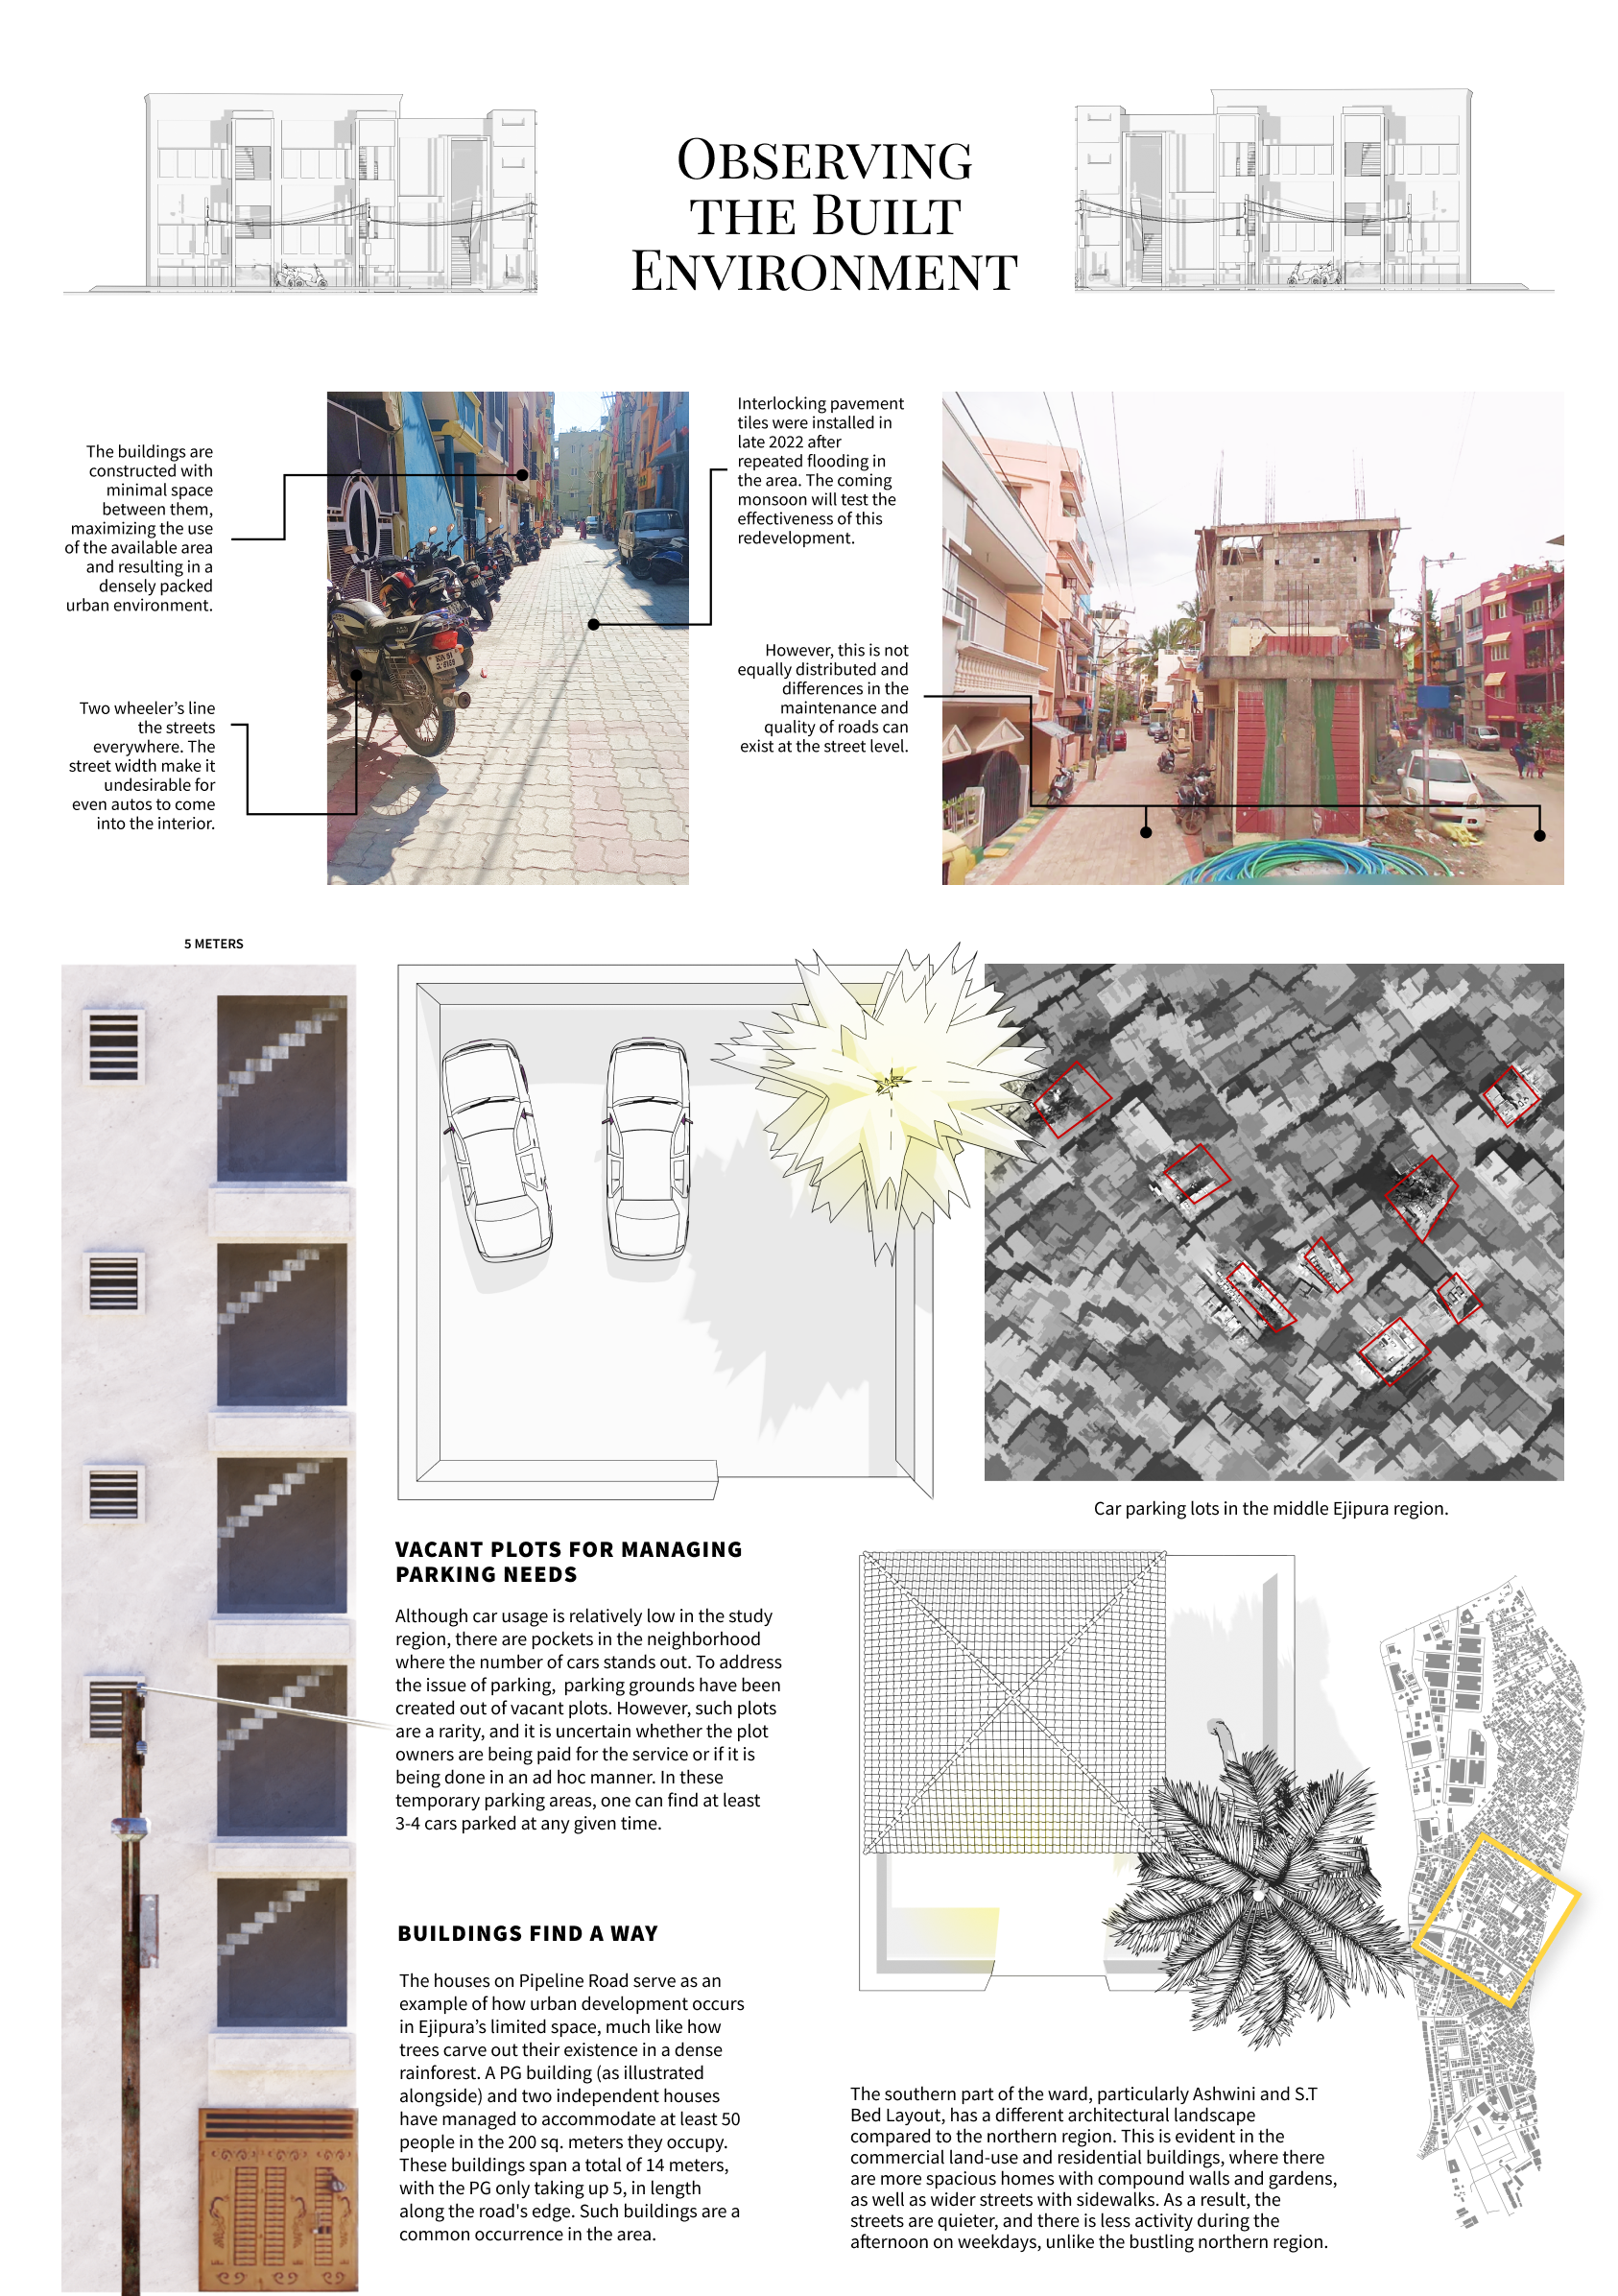 OBSERVING
THE BUILT
ENVIRONMENT
The buildings are
constructed with
minimal space
between them,
maximizing the use
of the available area
and resulting in a
densely packed
urban environment.
Two wheeler’s line
the streets
everywhere. The
street width make it
undesirable for
even autos to come
into the interior.
Interlocking pavement
tiles were installed in
late 2022 after
repeated flooding in
the area. The coming
monsoon will test the
effectiveness of this
redevelopment.
However, this is not
equally distributed and
differences in the
maintenance and
quality of roads can
exist at the street level.
5 METERS
Car parking lots in the middle Ejipura region.
VACANT PLOTS FOR MANAGING
PARKING NEEDS
Although car usage is relatively low in the study
region, there are pockets in the neighborhood
where the number of cars stands out. To address
the issue of parking,  parking grounds have been
created out of vacant plots. However, such plots
are a rarity, and it is uncertain whether the plot
owners are being paid for the service or if it is
being done in an ad hoc manner. In these
temporary parking areas, one can find at least
3-4 cars parked at any given time.
BUILDINGS FIND A WAY
The houses on Pipeline Road serve as an
example of how urban development occurs
in Ejipura’s limited space, much like how
trees carve out their existence in a dense
rainforest. A PG building (as illustrated
alongside) and two independent houses
have managed to accommodate at least 50
people in the 200 sq. meters they occupy.
These buildings span a total of 14 meters,
with the PG only taking up 5, in length
along the road's edge. Such buildings are a
common occurrence in the area.
The southern part of the ward, particularly Ashwini and S.T
Bed Layout, has a different architectural landscape
compared to the northern region. This is evident in the
commercial land-use and residential buildings, where there
are more spacious homes with compound walls and gardens,
as well as wider streets with sidewalks. As a result, the
streets are quieter, and there is less activity during the
afternoon on weekdays, unlike the bustling northern region.